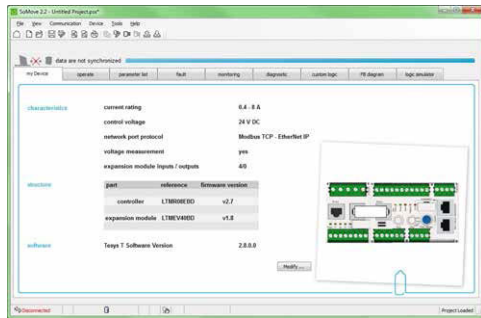 SoMove 2.2 - Untitled Project.psx*
File View Communication Device Tools Help
data are not synchronized
my Device operate parameter list fault monitoring diagnostic custom logic FB diagram logic simulator
characteristics
current rating 0.4 - 8 A
control voltage 24 V DC
network port protocol Modbus TCP - EtherNet IP
voltage measurement yes
expansion module inputs / outputs 4/0
structure
part reference firmware version
controller LTMR08EBD v2.7
expansion module LTMEV40BD v1.8
software
Tesys T Software Version 2.8.0.0
Modify ...
Disconnected
Project Loaded